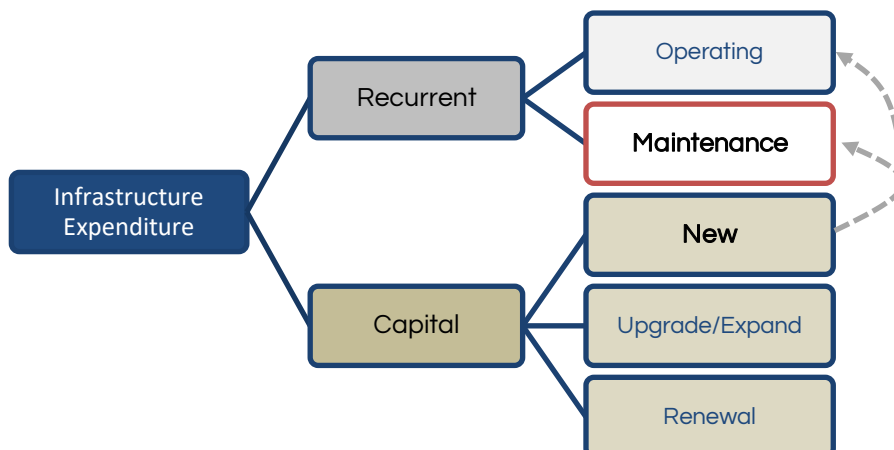 Infrastructure
Expenditure
Recurrent
Capital
Operating
Maintenance
New
Upgrade/Expand
Renewal